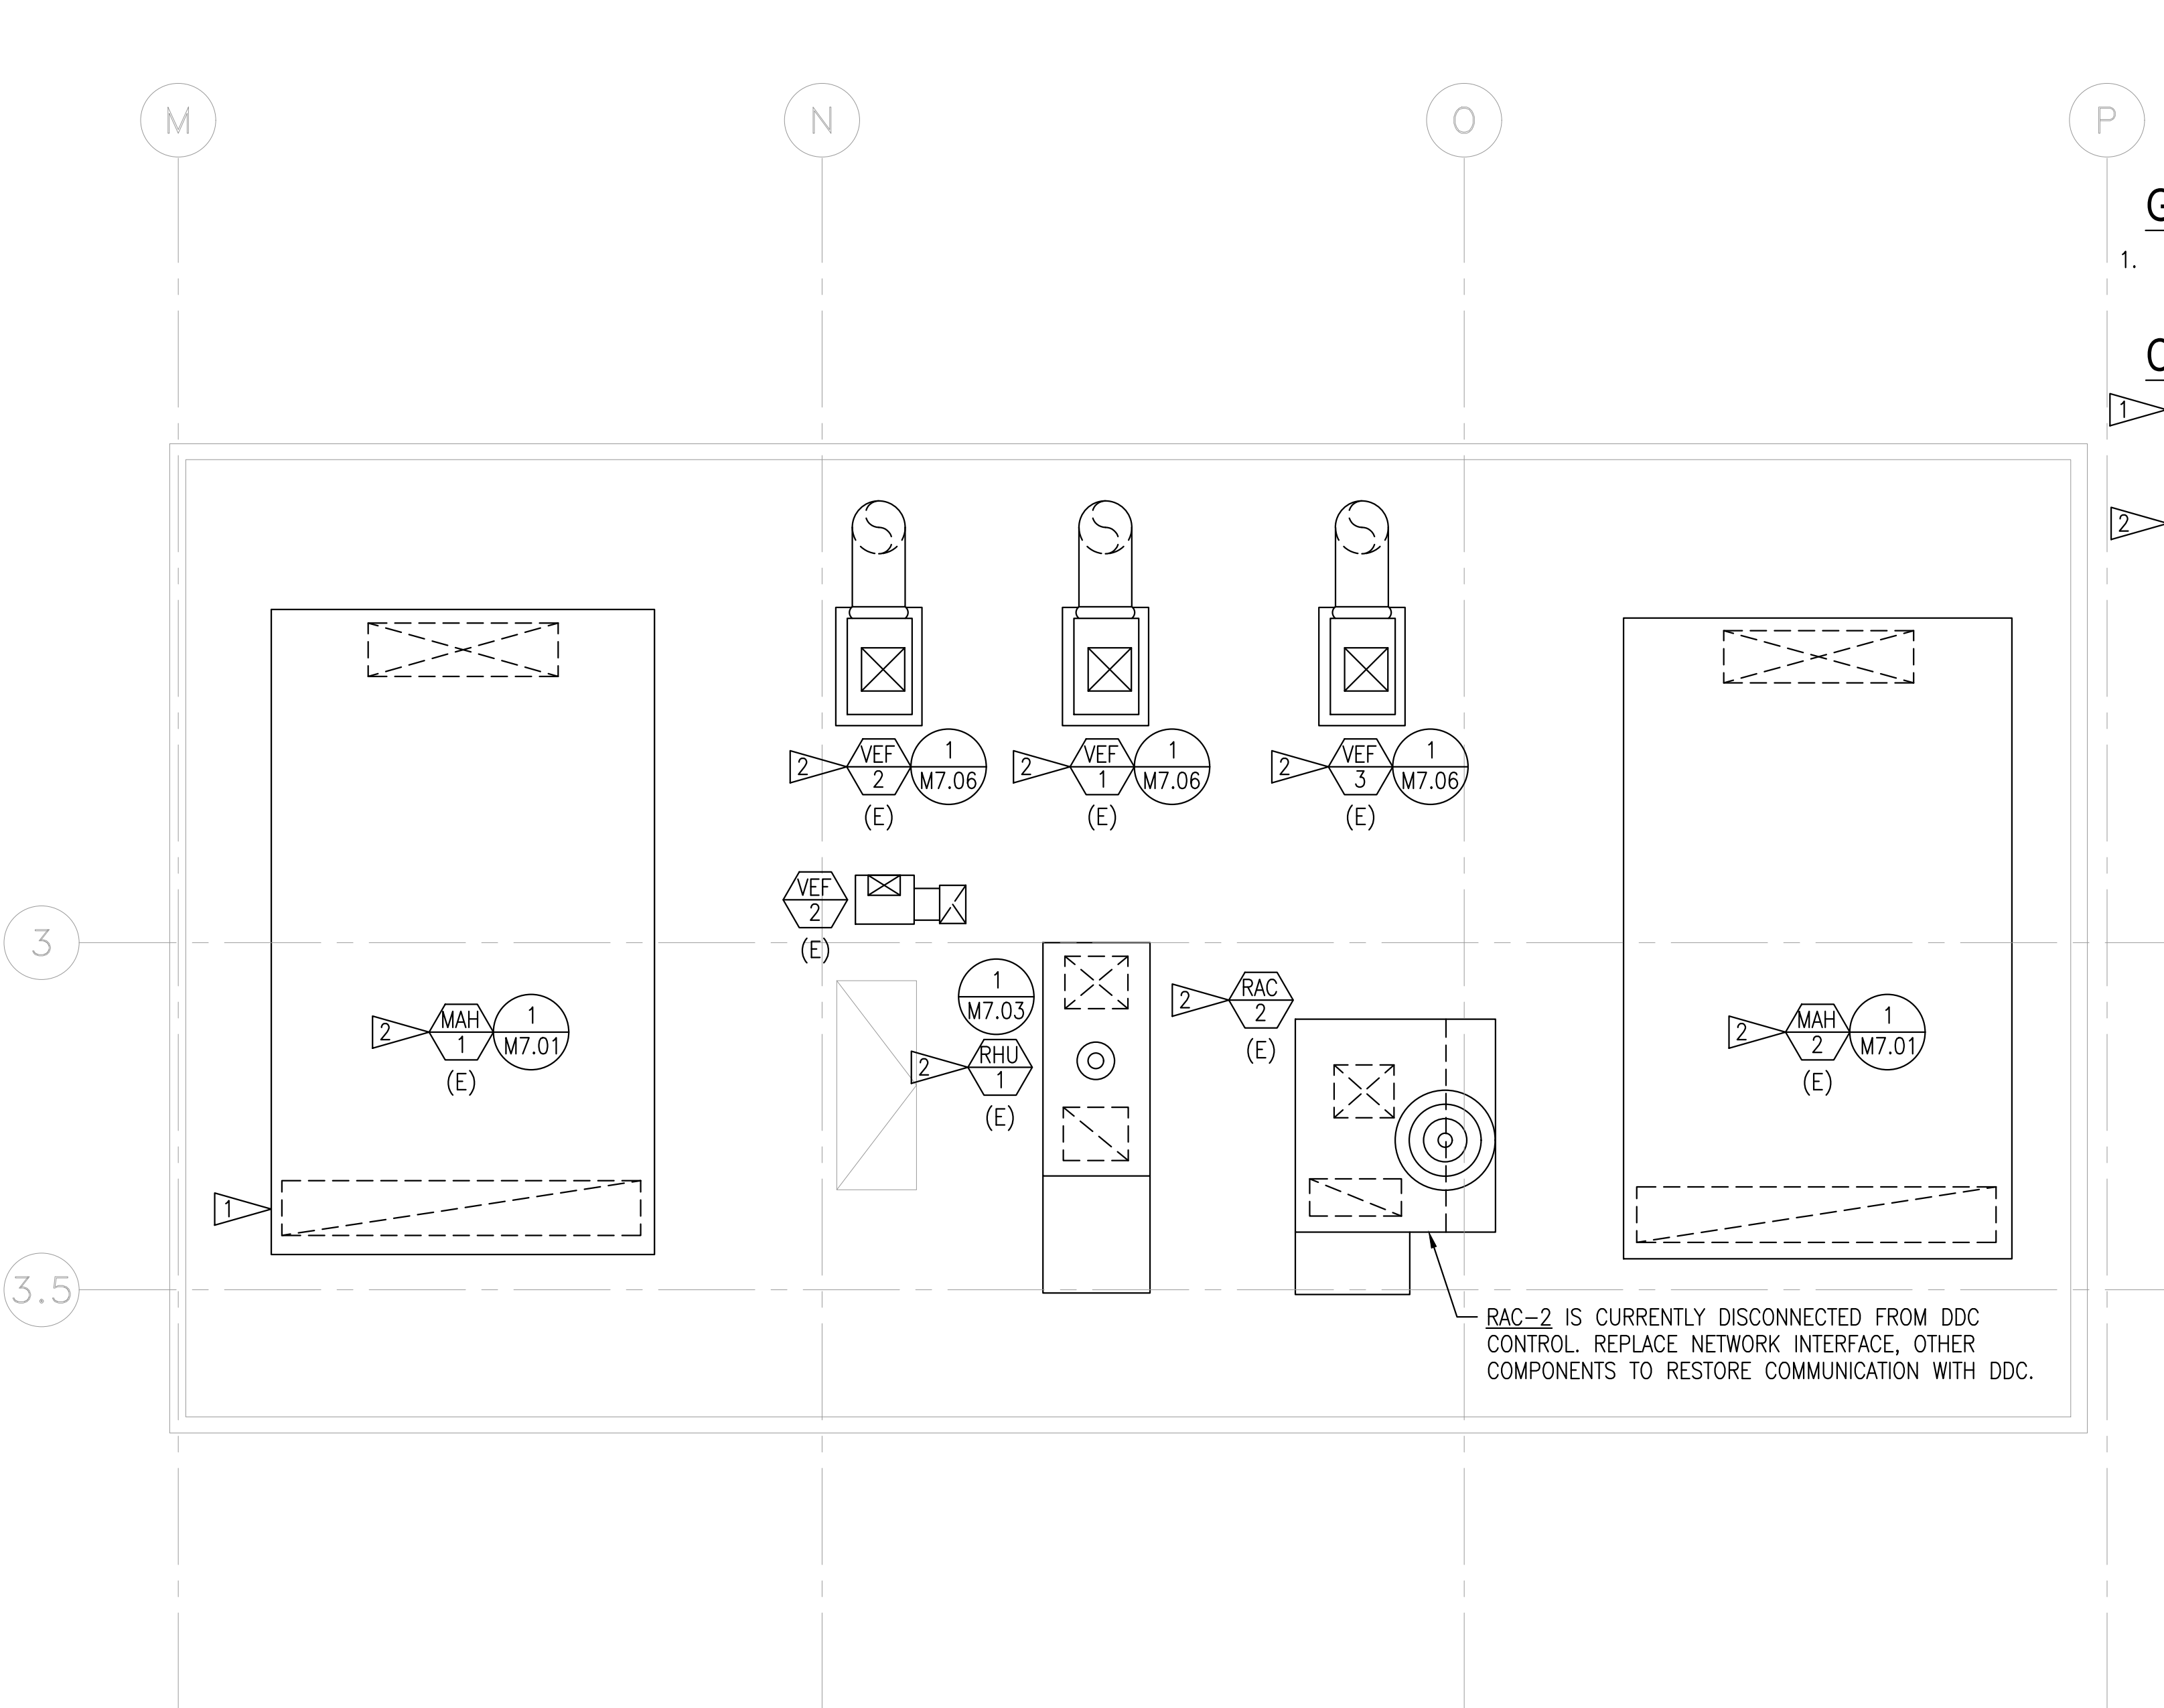 M
N
O
P
1.
1
2
2
VEF
2
1
M7.06
(E)
2
VEF
1
1
M7.06
(E)
2
VEF
3
1
M7.06
(E)
VEF
2
(E)
3
2
MAH
1
1
M7.01
(E)
1
M7.03
2
RHU
1
(E)
2
RAC
2
(E)
2
MAH
2
1
M7.01
(E)
1
3.5
RAC-2 IS CURRENTLY DISCONNECTED FROM DDC
CONTROL. REPLACE NETWORK INTERFACE, OTHER
COMPONENTS TO RESTORE COMMUNICATION WITH DDC.